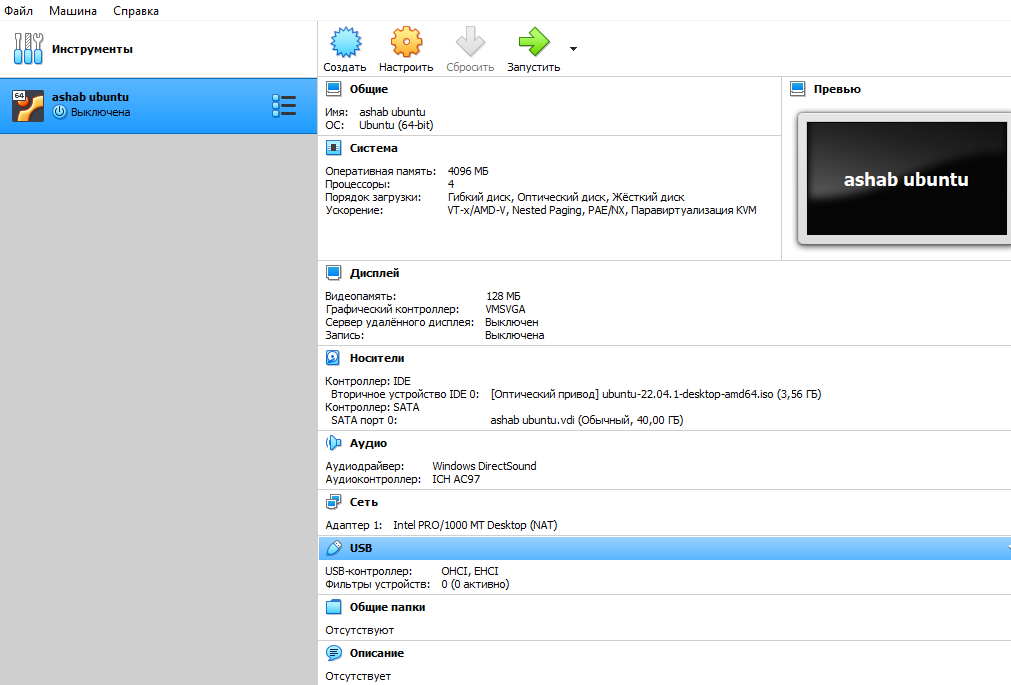 Файл Машина Справка
Инструменты
Создать Настроить Сбросить Запустить
64
ashab ubuntu
Выключена
Общие
Имя: ashab ubuntu
ОС: Ubuntu (64-bit)
Превью
ashab ubuntu
Система
Оперативная память: 4096 МБ
Процессоры: 4
Порядок загрузки: Гибкий диск, Оптический диск, Жёсткий диск
Ускорение: VT-x/AMD-V, Nested Paging, PAE/NX, Паравиртуализация KVM
Дисплей
Видеопамять: 128 МБ
Графический контроллер: VMSVGA
Сервер удалённого дисплея: Выключен
Запись: Выключена
Носители
Контроллер: IDE
Вторичное устройство IDE 0: [Оптический привод] ubuntu-22.04.1-desktop-amd64.iso (3,56 ГБ)
Контроллер: SATA
SATA порт 0: ashab ubuntu.vdi (Обычный, 40,00 ГБ)
Аудио
Аудиодрайвер: Windows DirectSound
Аудиоконтроллер: ICH AC97
Сеть
Адаптер 1: Intel PRO/1000 MT Desktop (NAT)
USB
USB-контроллер: OHCI, EHCI
Фильтры устройств: 0 (0 активно)
Общие папки
Отсутствуют
Описание
Отсутствует